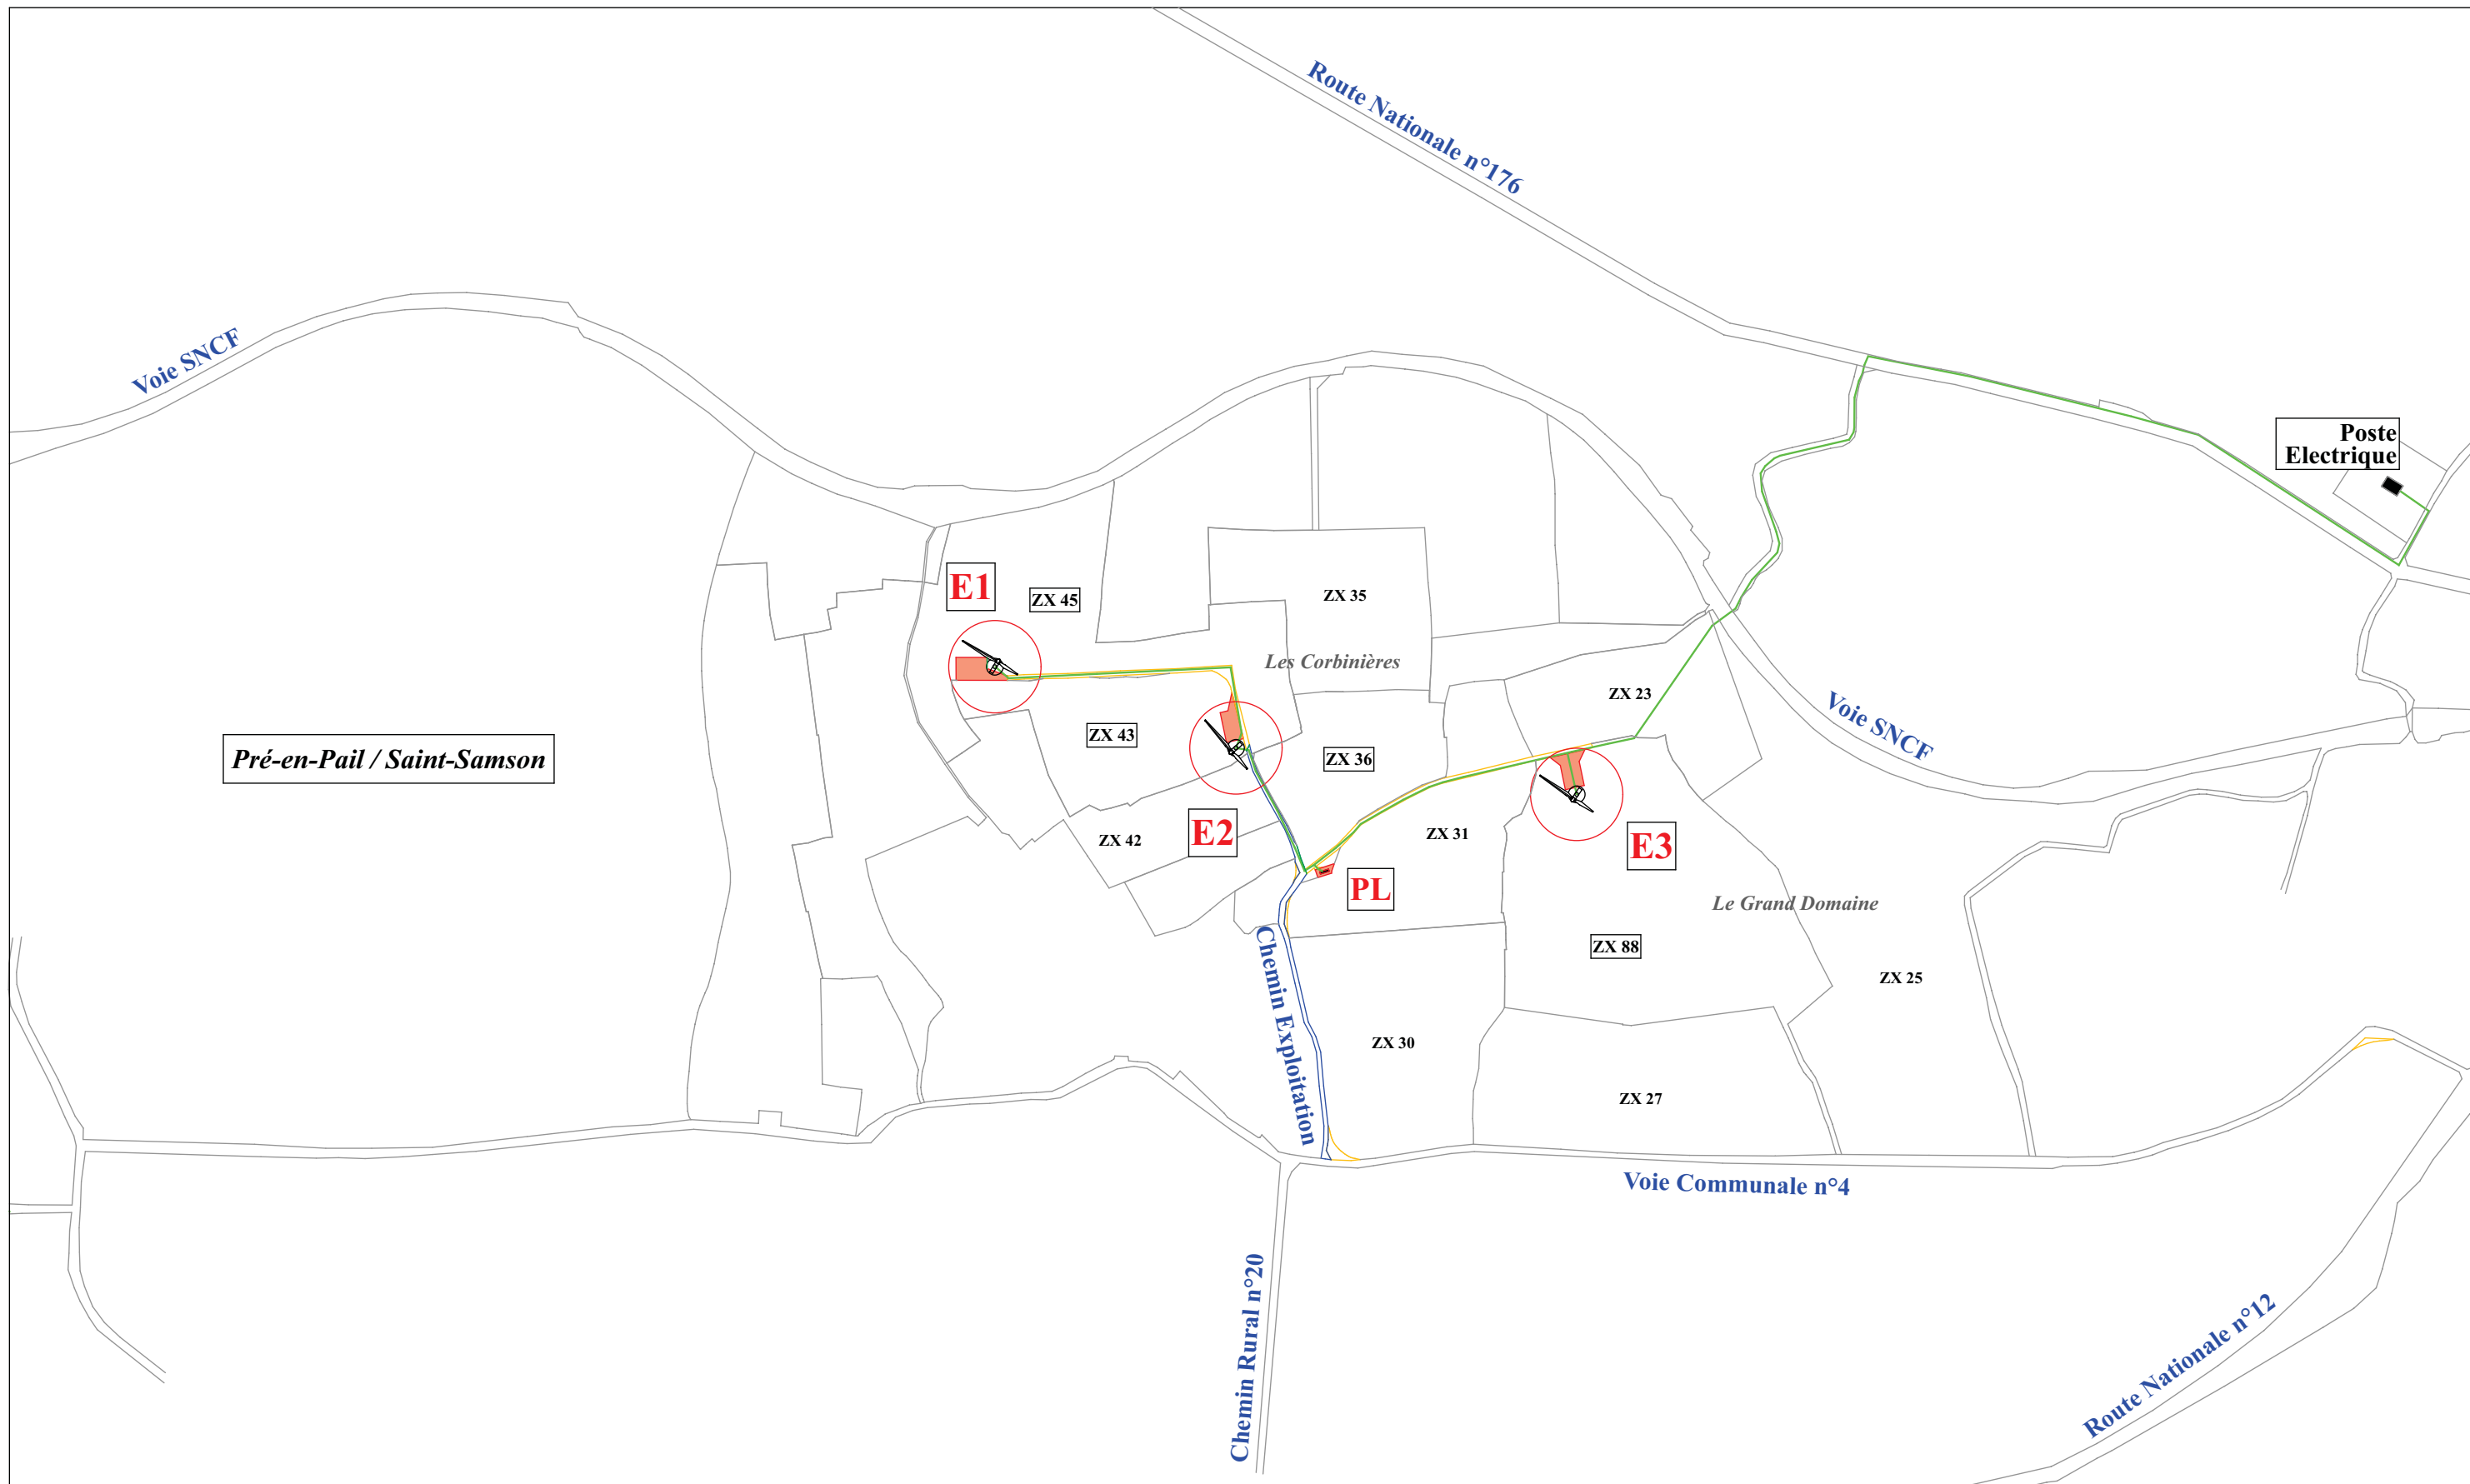 Route Nationale n°176
Voie SNCF
Poste
Electrique
E1
ZX 45
ZX 35
Les Corbinières
ZX 23
Voie SNCF
Pré-en-Pail / Saint-Samson
ZX 43
ZX 36
E2
ZX 42
ZX 31
E3
PL
Le Grand Domaine
ZX 88
ZX 25
Chemin Exploitation
ZX 30
ZX 27
Voie Communale n°4
Chemin Rural n°20
Route Nationale n°12